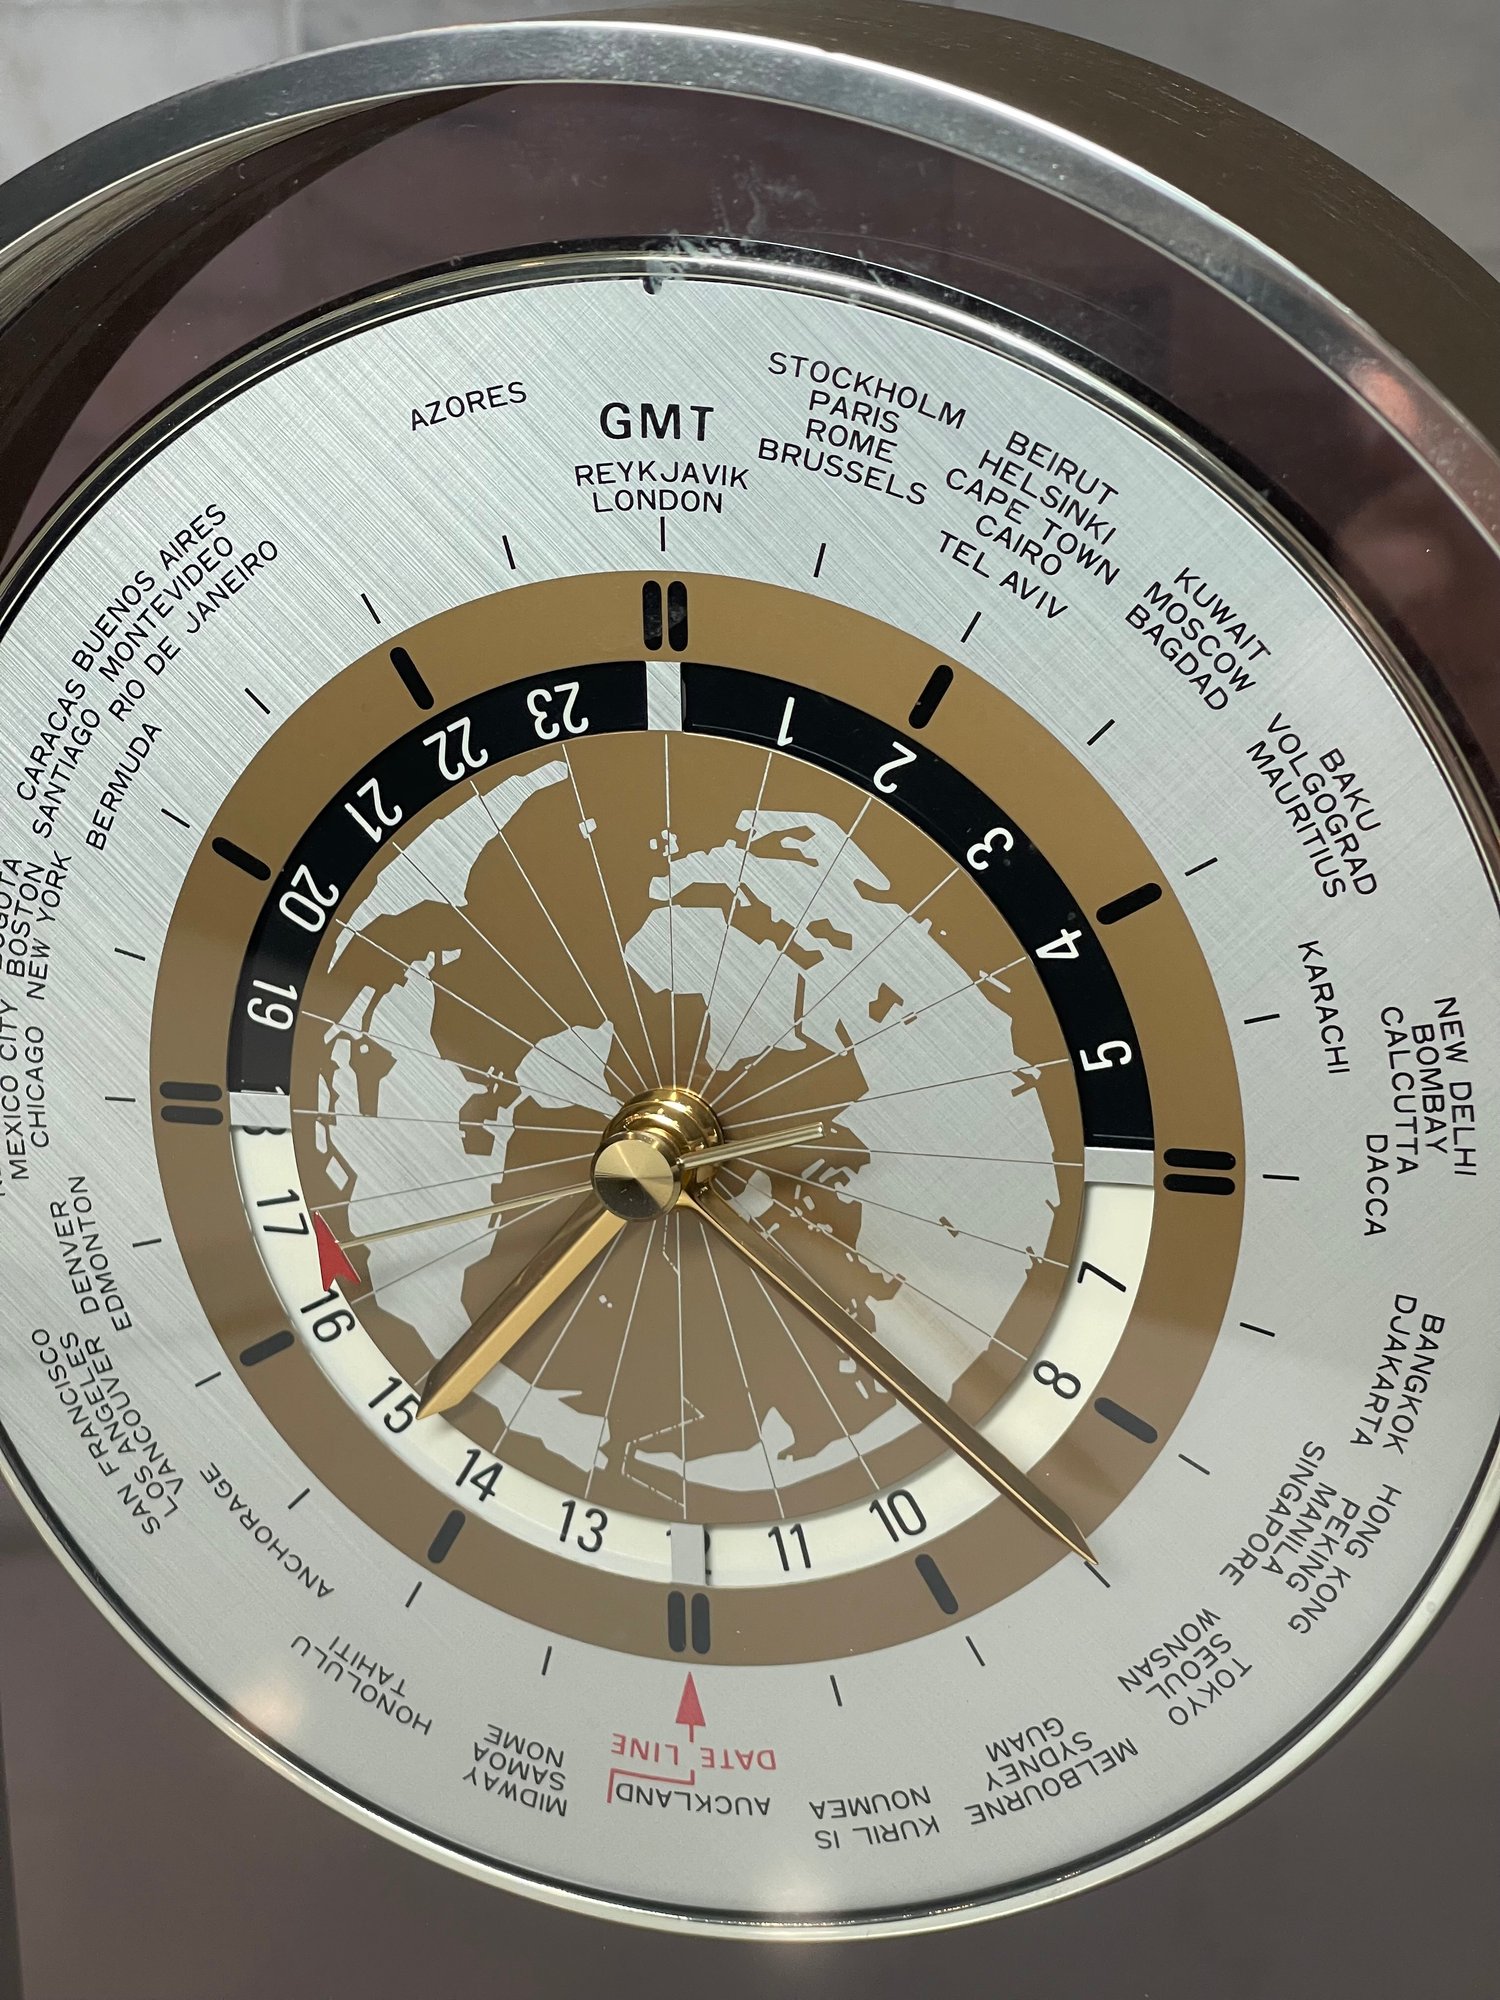 GMT
REYKJAVIK
LONDON
STOCKHOLM
PARIS
ROME
BRUSSELS
BEIRUT
HELSINKI
CAPE TOWN
CAIRO
TEL AVIV
KUWAIT
MOSCOW
BAGDAD
BAKU
VOLGOGRAD
MAURITIUS
KARACHI
NEW DELHI
BOMBAY
CALCUTTA
DACCA
BANGKOK
DJAKARTA
HONG KONG
PEKING
MANILA
SINGAPORE
TOKYO
SEOUL
WONSAN
MELBOURNE
SYDNEY
GUAM
KURIL IS
NOUMEA
AUCKLAND
DATE LINE
MIDWAY
SAMOA
NOME
HONOLULU
TAHITI
ANCHORAGE
SAN FRANCISCO
LOS ANGELES
VANCOUVER
DENVER
EDMONTON
MEXICO CITY
CHICAGO
BOSTON
NEW YORK
CARACAS
SANTIAGO
BERMUDA
BUENOS AIRES
MONTEVIDEO
RIO DE JANEIRO
AZORES
1
2
3
4
5
7
8
10
11
13
14
15
16
17
19
20
21
22
23